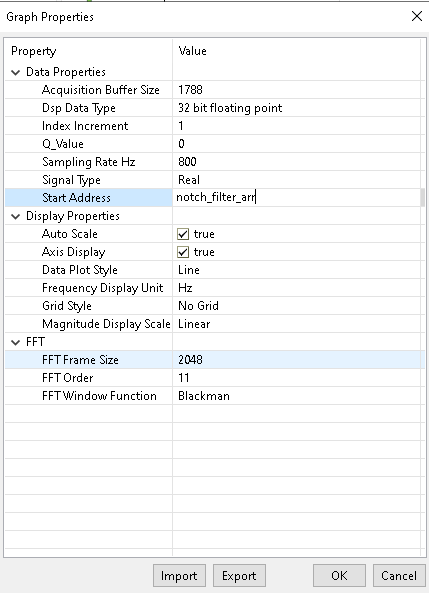 Graph Properties
Property Value
Data Properties
Acquisition Buffer Size 1788
Dsp Data Type 32 bit floating point
Index Increment 1
Q_Value 0
Sampling Rate Hz 800
Signal Type Real
Start Address notch_filter_arr
Display Properties
Auto Scale true
Axis Display true
Data Plot Style Line
Frequency Display Unit Hz
Grid Style No Grid
Magnitude Display Scale Linear
FFT
FFT Frame Size 2048
FFT Order 11
FFT Window Function Blackman
Import Export OK Cancel